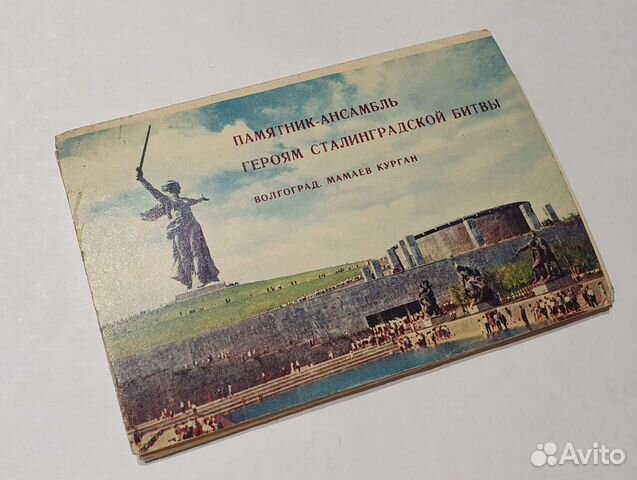 ПАМЯТНИК-АНСАМБЛЬ
ГЕРОЯМ СТАЛИНГРАДСКОЙ БИТВЫ
ВОЛГОГРАД. МАМАЕВ КУРГАН
Avito